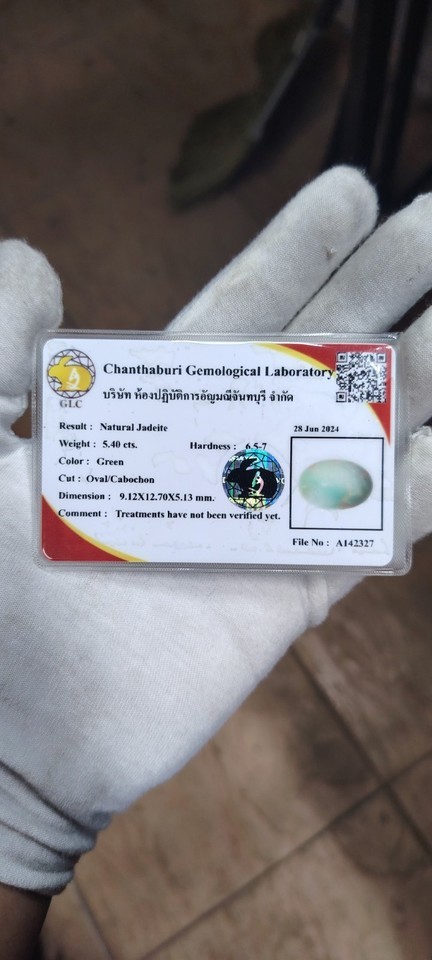 GLC
Chanthaburi Gemological Laboratory
บริษัท ห้องปฏิบัติการอัญมณีจันทบุรี จำกัด
Result : Natural Jadeite
28 Jun 2024
Weight : 5.40 cts. Hardness : 6.5-7
Color : Green
Cut : Oval/Cabochon
Dimension : 9.12X12.70X5.13 mm.
Comment : Treatments have not been verified yet.
File No : A142327